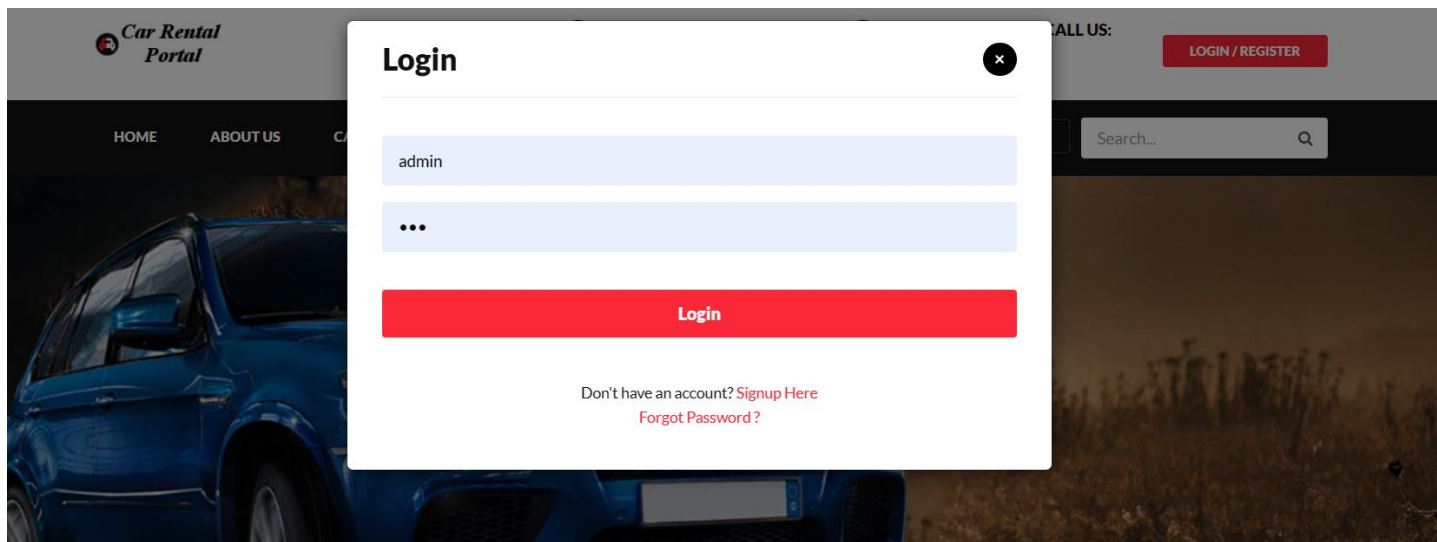 Car Rental
Portal
CALL US:
LOGIN / REGISTER
Login
HOME
ABOUT US
Search...
admin
•••
Login
Don't have an account? Signup Here
Forgot Password ?